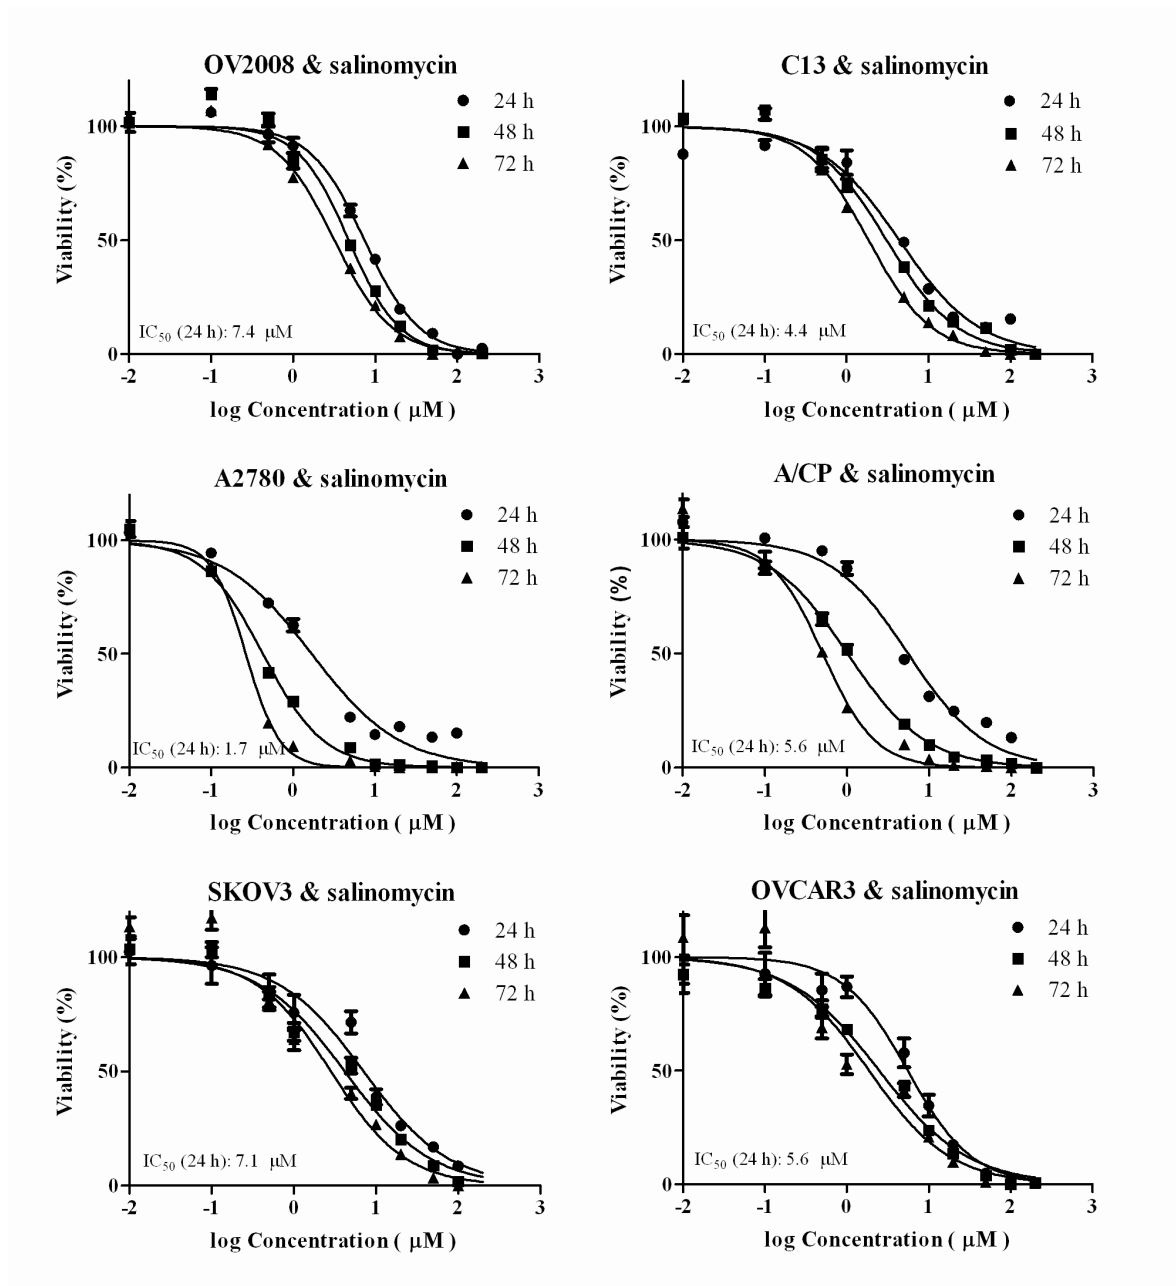 OV2008 & salinomycin
24 h
48 h
72 h
Viability (%)
100
50
0
IC50 (24 h): 7.4 μM
-2 -1 0 1 2 3
log Concentration ( μM )
C13 & salinomycin
24 h
48 h
72 h
Viability (%)
100
50
0
IC50 (24 h): 4.4 μM
-2 -1 0 1 2 3
log Concentration ( μM )
A2780 & salinomycin
24 h
48 h
72 h
Viability (%)
100
50
0
IC50 (24 h): 1.7 μM
-2 -1 0 1 2 3
log Concentration ( μM )
A/CP & salinomycin
24 h
48 h
72 h
Viability (%)
100
50
0
IC50 (24 h): 5.6 μM
-2 -1 0 1 2 3
log Concentration ( μM )
SKOV3 & salinomycin
24 h
48 h
72 h
Viability (%)
100
50
0
IC50 (24 h): 7.1 μM
-2 -1 0 1 2 3
log Concentration ( μM )
OVCAR3 & salinomycin
24 h
48 h
72 h
Viability (%)
100
50
0
IC50 (24 h): 5.6 μM
-2 -1 0 1 2 3
log Concentration ( μM )